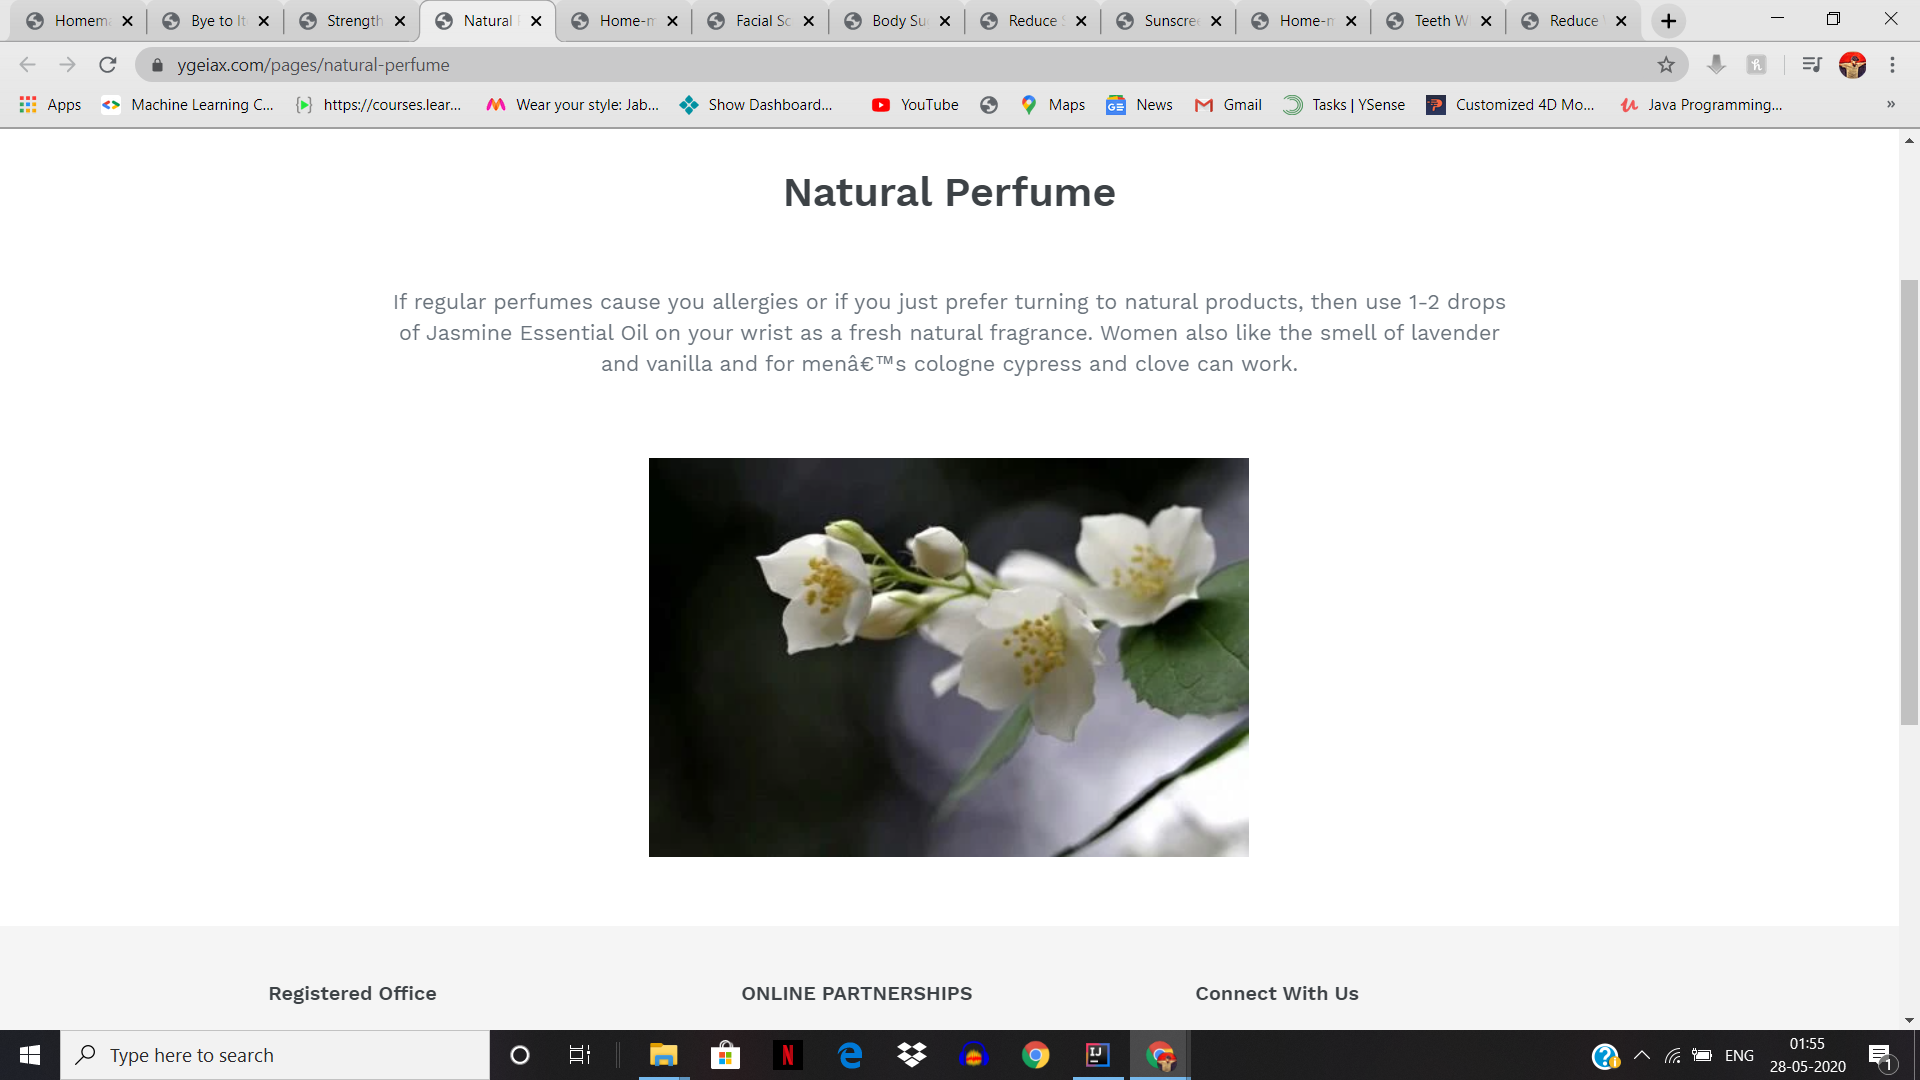 Homem
Bye to It
Strength
Natural
Home-m
Facial Sc
Body Su
Reduce
Sunscre
Home-m
Teeth W
Reduce
ygeiax.com/pages/natural-perfume
Apps
Machine Learning C...
https://courses.lear...
Wear your style: Jab...
Show Dashboard...
YouTube
Maps
News
Gmail
Tasks | YSense
Customized 4D Mo...
Java Programming...
»
Natural Perfume
If regular perfumes cause you allergies or if you just prefer turning to natural products, then use 1-2 drops
of Jasmine Essential Oil on your wrist as a fresh natural fragrance. Women also like the smell of lavender
and vanilla and for menâ€™s cologne cypress and clove can work.
Registered Office
ONLINE PARTNERSHIPS
Connect With Us
Type here to search
ENG
01:55
28-05-2020
1